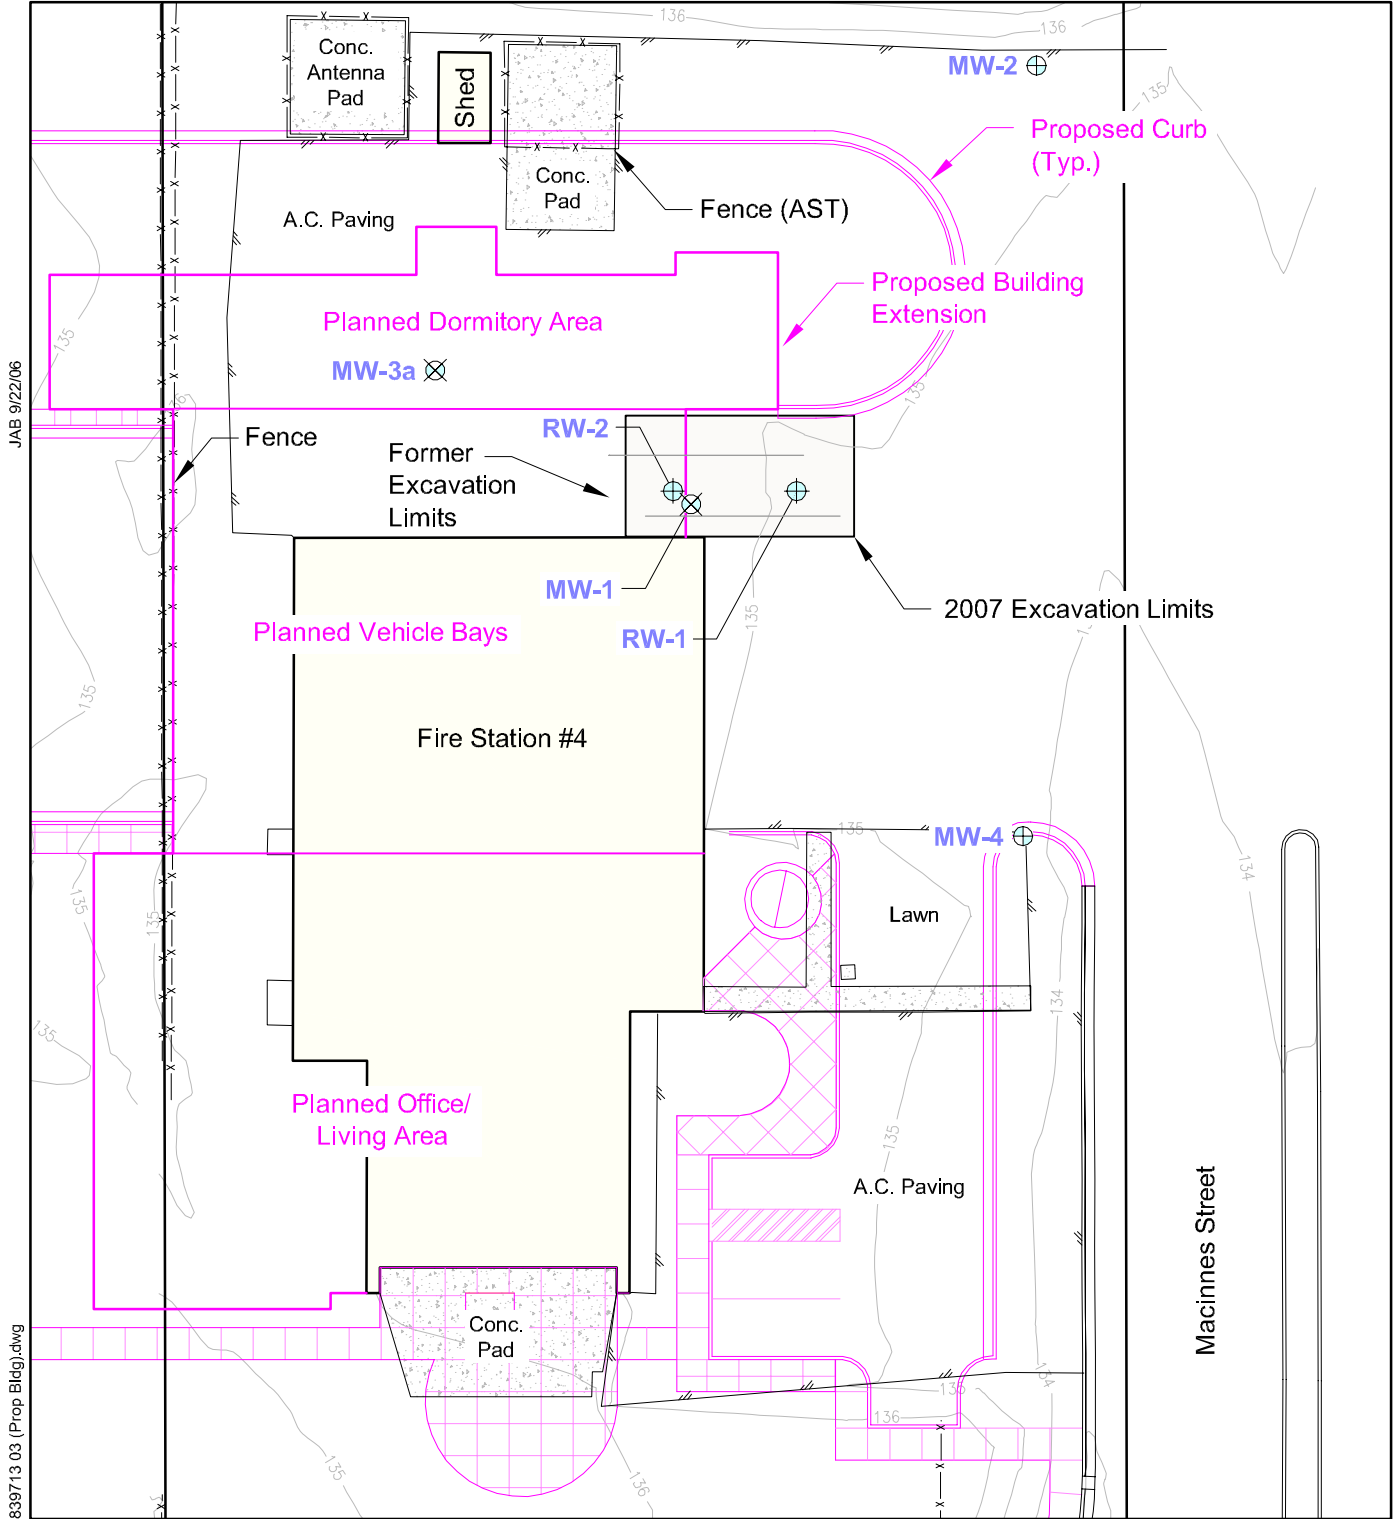 136
Conc.
Antenna
Pad
Shed
MW-2
135
Proposed Curb
(Typ.)
Conc.
Pad
Fence (AST)
A.C. Paving
Proposed Building
Extension
Planned Dormitory Area
135
MW-3a
JAB 9/22/06
135
136
RW-2
Fence
Former
Excavation
Limits
MW-1
2007 Excavation Limits
135
RW-1
Planned Vehicle Bays
135
Fire Station #4
135
MW-4
134
135
135
Lawn
134
135
Planned Office/
Living Area
135
A.C. Paving
Macinnes Street
Conc.
Pad
134
135
136
135
136
839713 03 (Prop Bldg).dwg